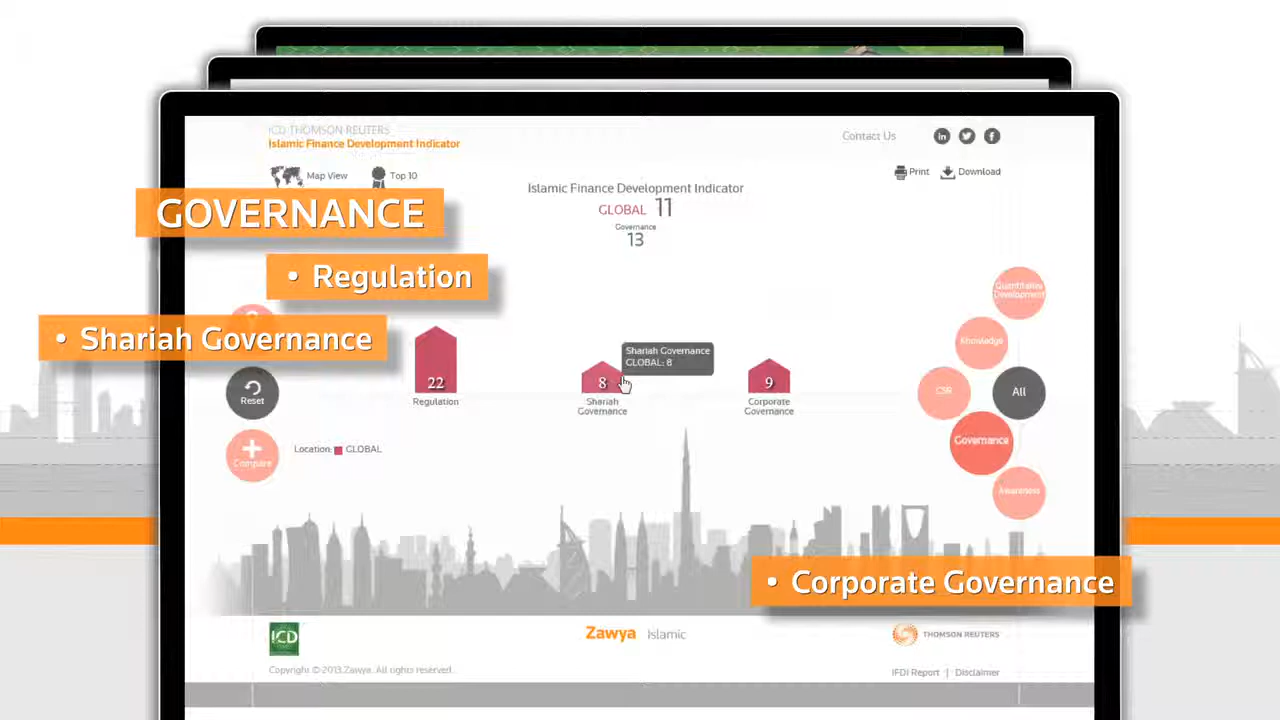 ICD THOMSON REUTERS
Islamic Finance Development Indicator
Contact Us
Map View
Top 10
Print
Download
Islamic Finance Development Indicator
GLOBAL 11
Governance
13
GOVERNANCE
• Regulation
• Shariah Governance
Shariah Governance
GLOBAL: 8
22
Regulation
8
Shariah
Governance
9
Corporate
Governance
Reset
Compare
Location: GLOBAL
Quantitative
Development
Knowledge
CSR
All
Governance
Awareness
• Corporate Governance
ICD
Zawya Islamic
THOMSON REUTERS
Copyright © 2013 Zawya. All rights reserved.
IFDI Report | Disclaimer